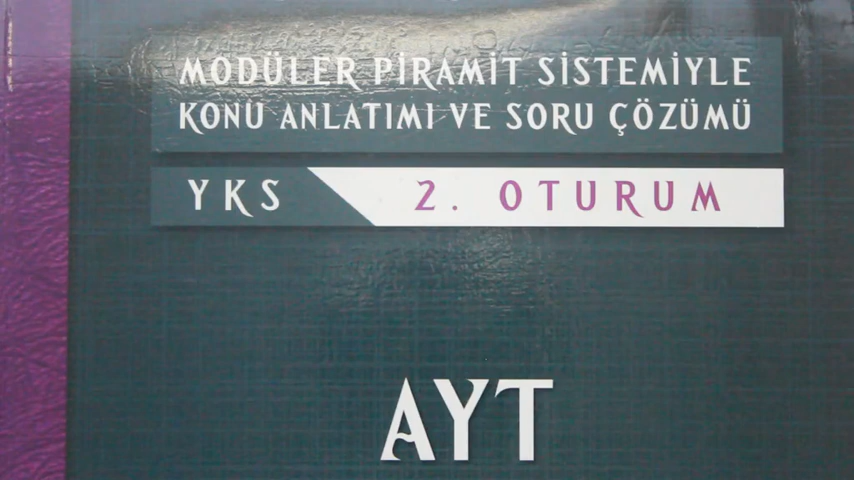 MODÜLER PİRAMİT SİSTEMİYLE
KONU ANLATIMI VE SORU ÇÖZÜMÜ
YKS 2. OTURUM
AYT